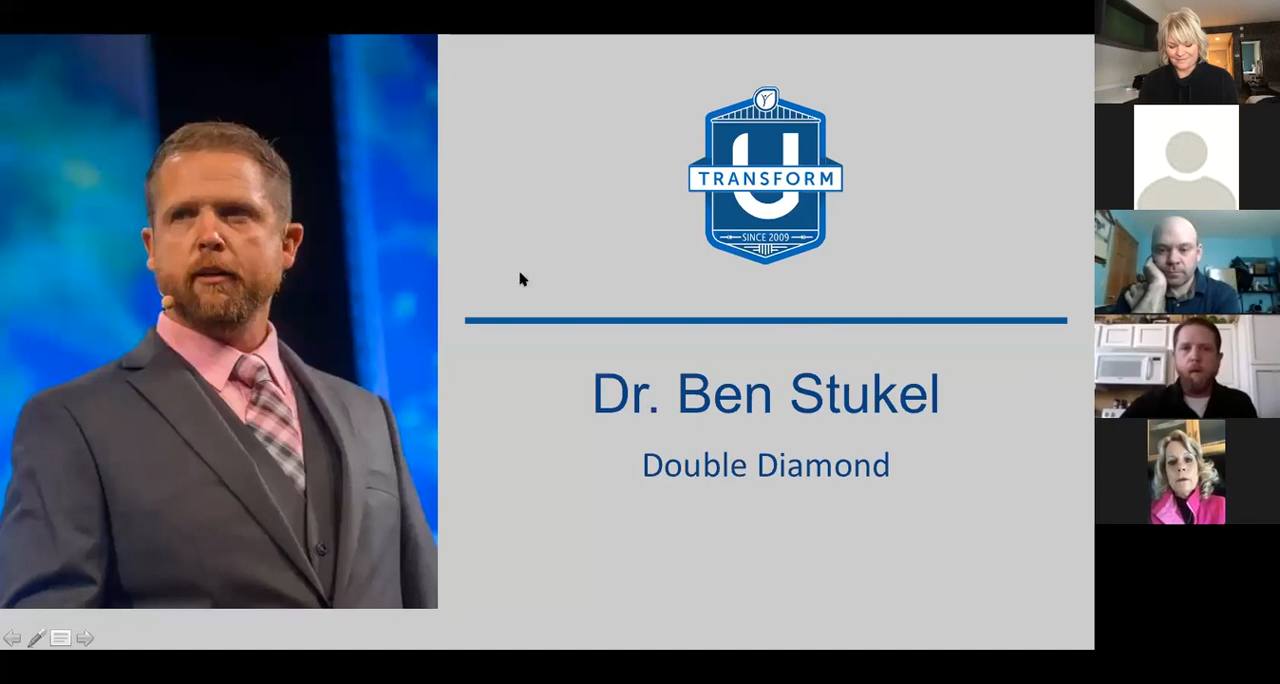 U
TRANSFORM
SINCE 2009
Dr. Ben Stukel
Double Diamond